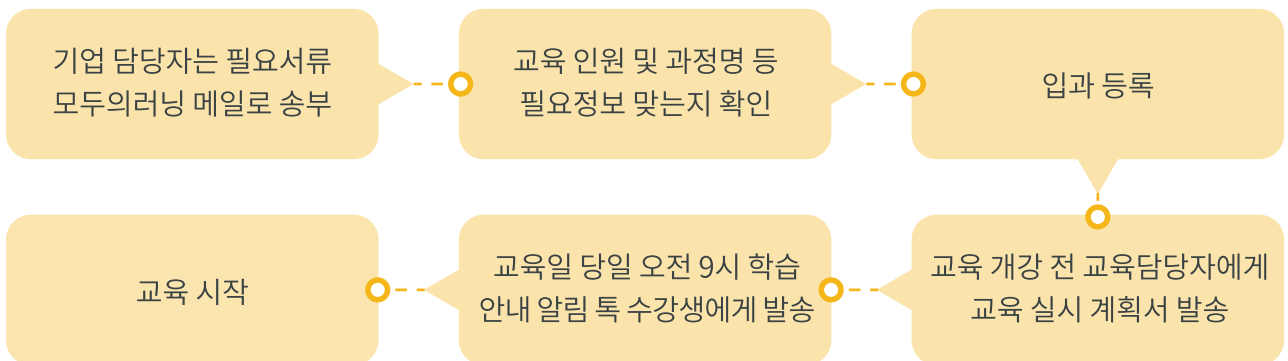 기업 담당자는 필요서류
모두의러닝 메일로 송부
교육 인원 및 과정명 등
필요정보 맞는지 확인
입과 등록
교육 개강 전 교육담당자에게
교육 실시 계획서 발송
교육일 당일 오전 9시 학습
안내 알림 톡 수강생에게 발송
교육 시작